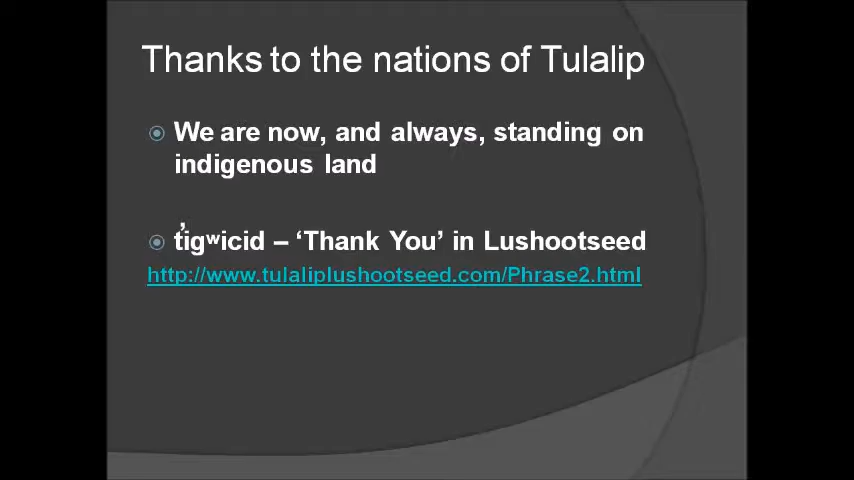 Thanks to the nations of Tulalip
We are now, and always, standing on
indigenous land
t̓igʷicid – ‘Thank You’ in Lushootseed
http://www.tulaliplushootseed.com/Phrase2.html